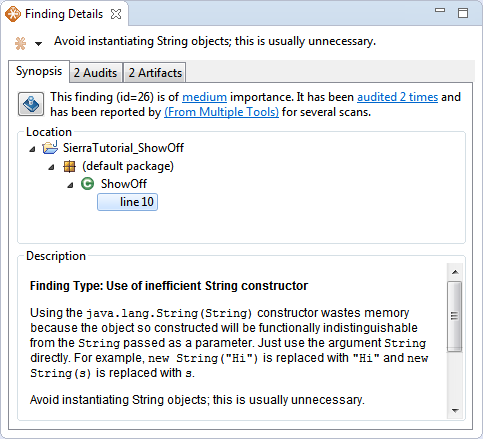 Finding Details
Avoid instantiating String objects; this is usually unnecessary.
Synopsis 2 Audits 2 Artifacts
This finding (id=26) is of medium importance. It has been audited 2 times and
has been reported by (From Multiple Tools) for several scans.
Location
SierraTutorial_ShowOff
(default package)
C ShowOff
line 10
Description
Finding Type: Use of inefficient String constructor
Using the java.lang.String(String) constructor wastes memory
because the object so constructed will be functionally indistinguishable
from the String passed as a parameter. Just use the argument String
directly. For example, new String("Hi") is replaced with "Hi" and new
String(s) is replaced with s.
Avoid instantiating String objects; this is usually unnecessary.